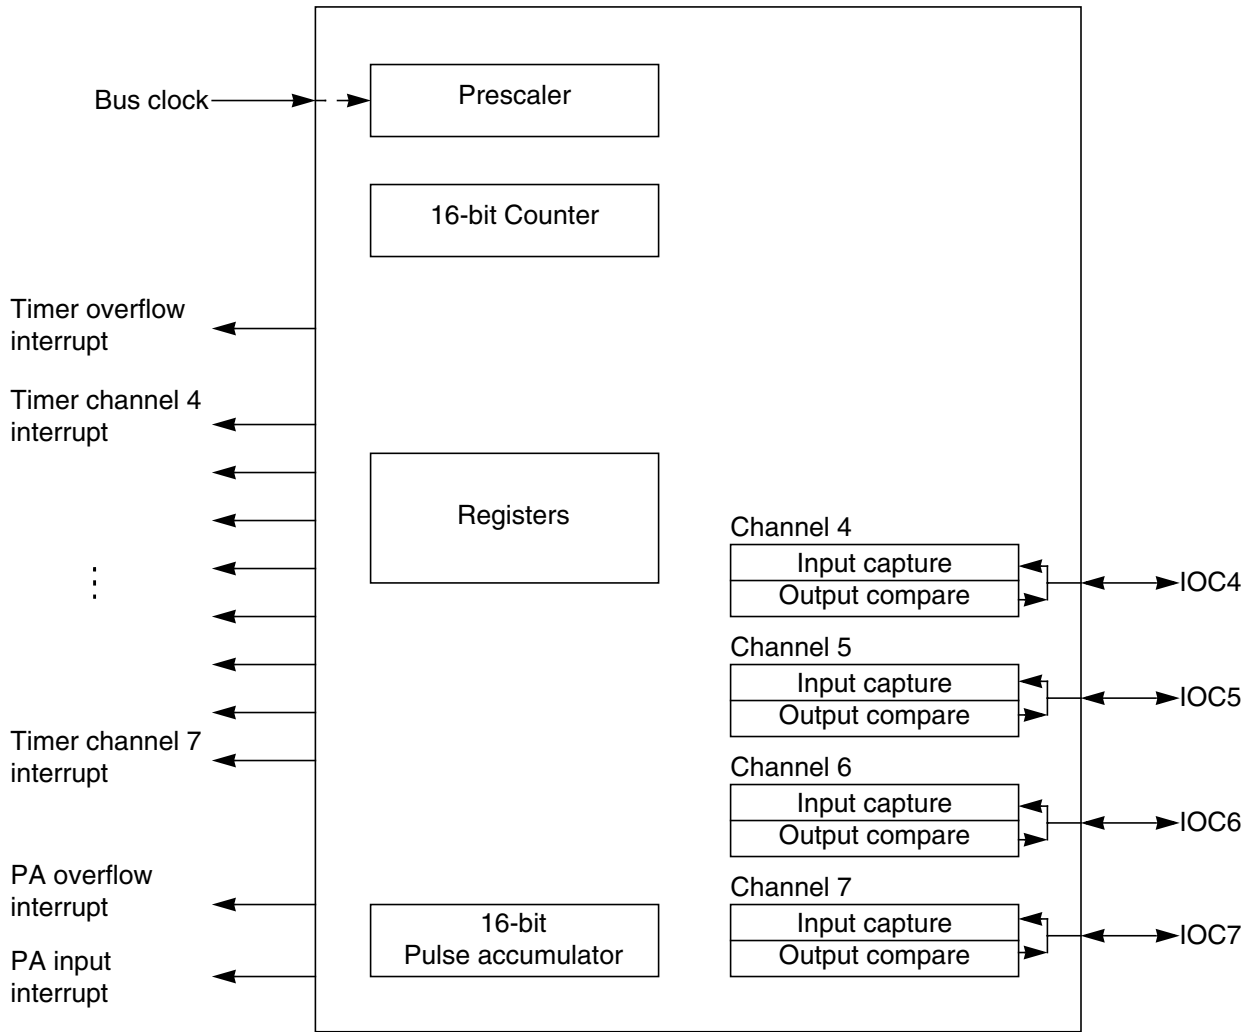 Bus clock
Prescaler
16-bit Counter
Timer overflow
interrupt
Timer channel 4
interrupt
Registers
Channel 4
Input capture
Output compare
IOC4
Channel 5
Input capture
Output compare
IOC5
Timer channel 7
interrupt
Channel 6
Input capture
Output compare
IOC6
PA overflow
interrupt
PA input
interrupt
16-bit
Pulse accumulator
Channel 7
Input capture
Output compare
IOC7